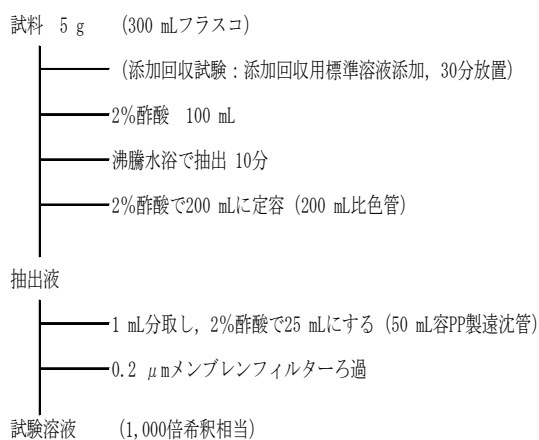 試料 5 g (300 mLフラスコ)
(添加回収試験:添加回収用標準溶液添加, 30分放置)
2%酢酸 100 mL
沸騰水浴で抽出 10分
2%酢酸で200 mLに定容 (200 mL比色管)
抽出液
1 mL分取し, 2%酢酸で25 mLにする (50 mL容PP製遠沈管)
0.2 μmメンブレンフィルターろ過
試験溶液 (1,000倍希釈相当)